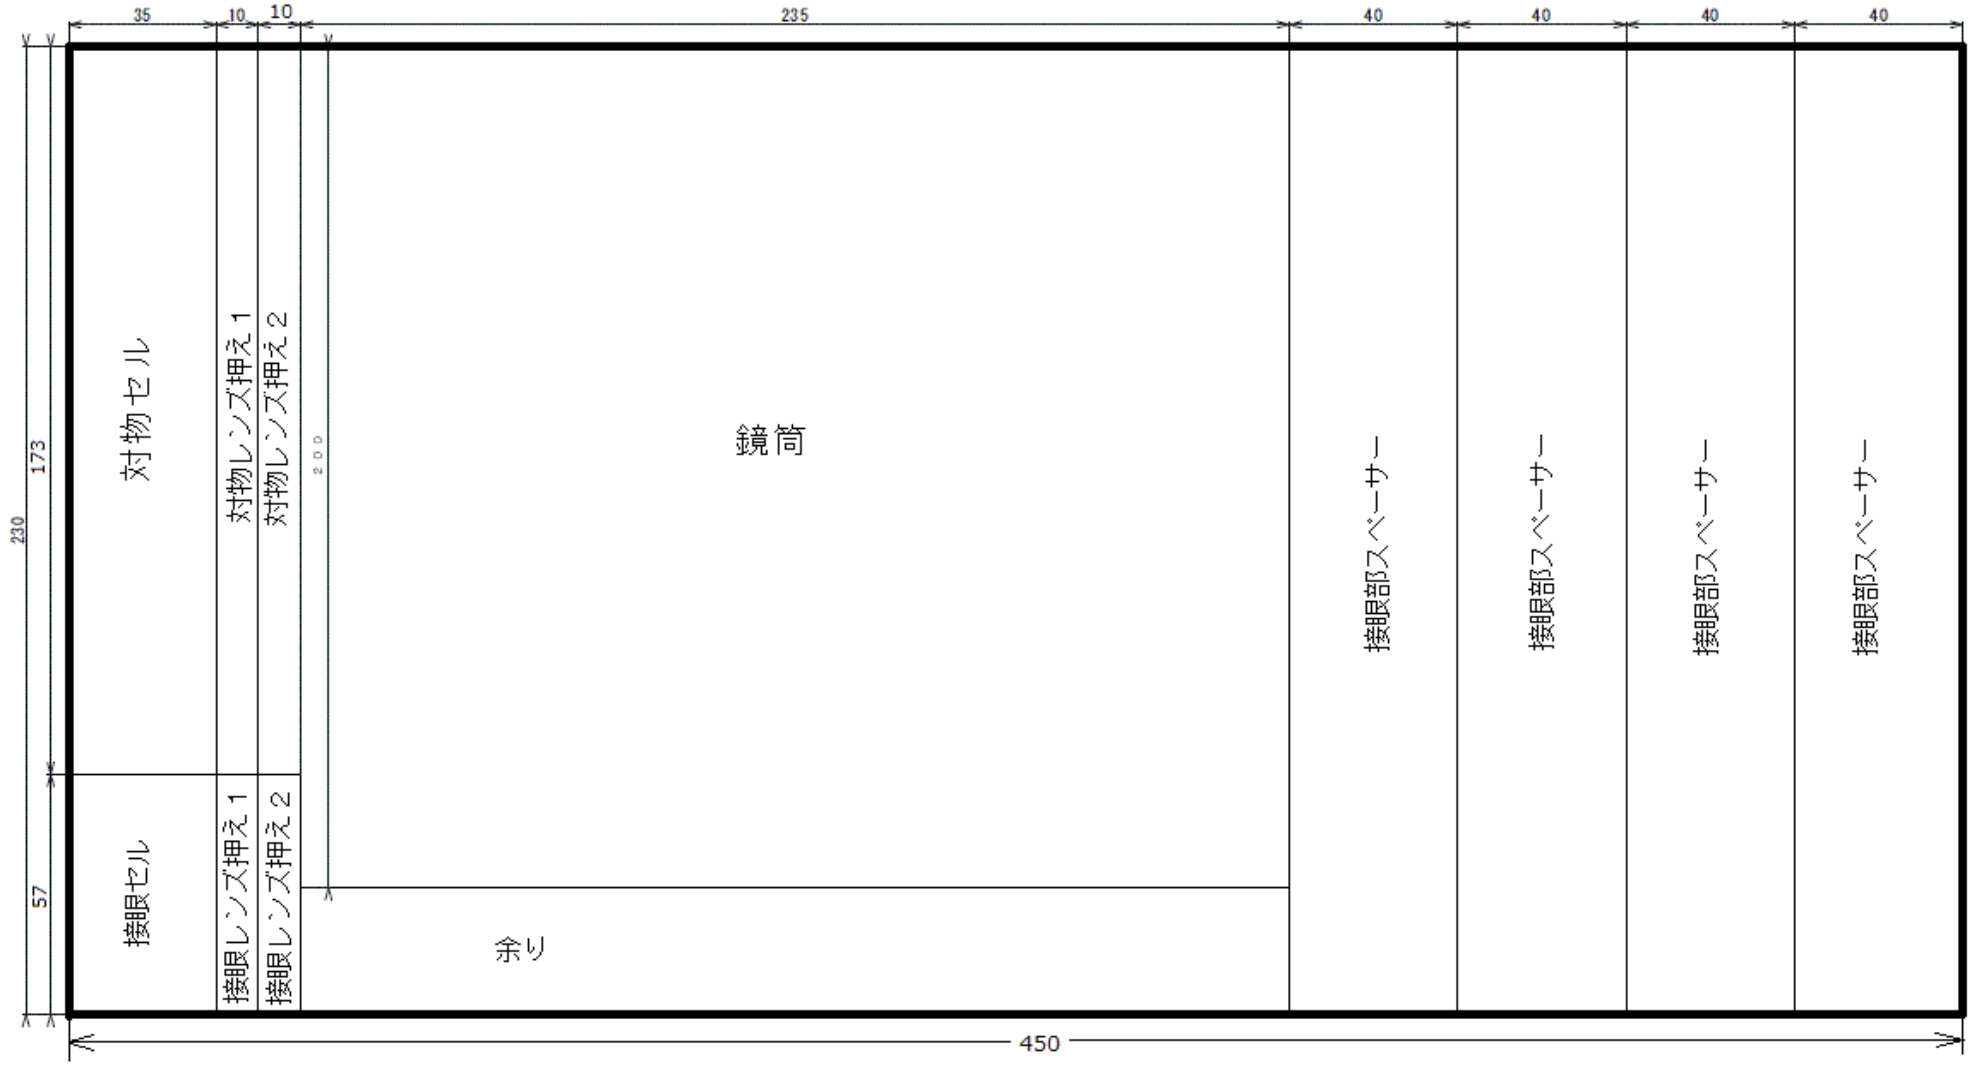 35
10
10
235
40
40
40
40
対物セル
対物レンズ押え１
対物レンズ押え２
200
鏡筒
接眼部スペーサー
接眼部スペーサー
接眼部スペーサー
接眼部スペーサー
173
230
57
接眼セル
接眼レンズ押え１
接眼レンズ押え２
余り
450